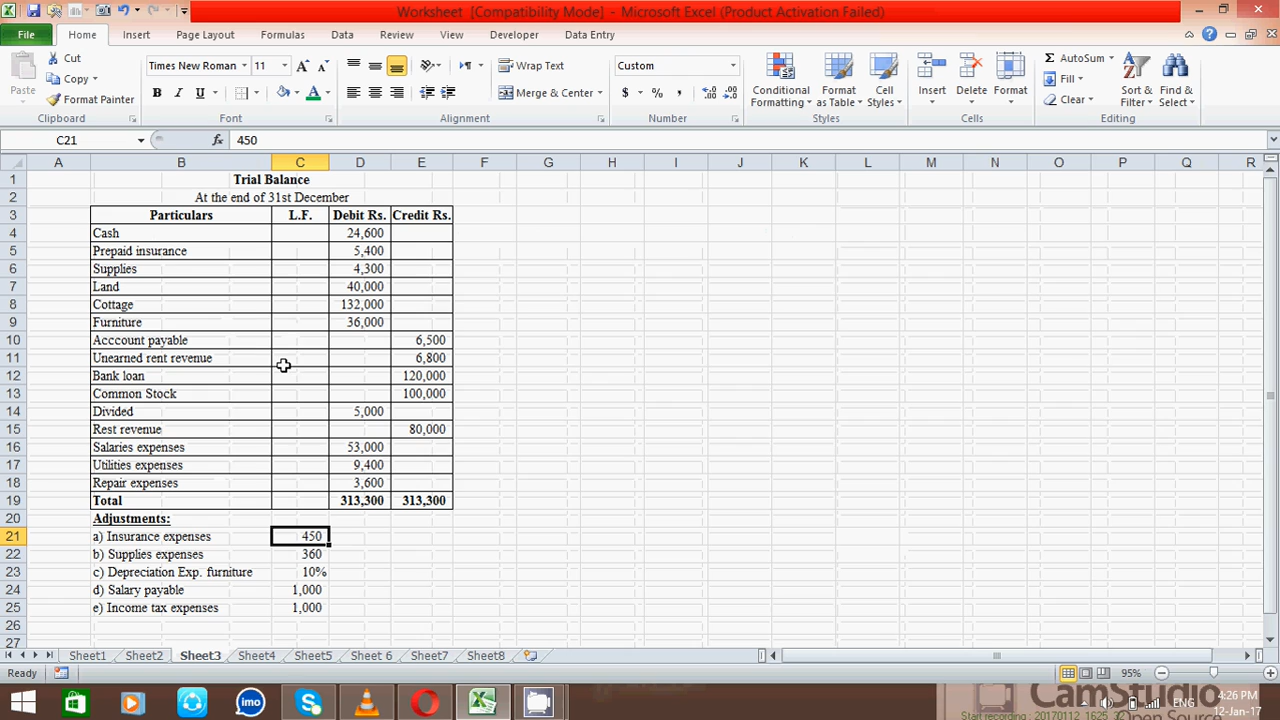 Worksheet [Compatibility Mode] - Microsoft Excel (Product Activation Failed)
File Home Insert Page Layout Formulas Data Review View Developer Data Entry
Cut Times New Roman 11 Wrap Text Custom AutoSum
Copy Fill
Paste Format Painter Merge & Center Conditional Formatting Format as Table Cell Styles Insert Delete Format Clear Sort & Filter Find & Select
Clipboard Font Alignment Number Styles Cells Editing
C21 fx 450
A B C D E F G H I J K L M N O P Q R
1 Trial Balance
2 At the end of 31st December
3 Particulars L.F. Debit Rs. Credit Rs.
4 Cash 24,600
5 Prepaid insurance 5,400
6 Supplies 4,300
7 Land 40,000
8 Cottage 132,000
9 Furniture 36,000
10 Acccount payable 6,500
11 Unearned rent revenue 6,800
12 Bank loan 120,000
13 Common Stock 100,000
14 Divided 5,000
15 Rest revenue 80,000
16 Salaries expenses 53,000
17 Utilities expenses 9,400
18 Repair expenses 3,600
19 Total 313,300 313,300
20 Adjustments:
21 a) Insurance expenses 450
22 b) Supplies expenses 360
23 c) Depreciation Exp. furniture 10%
24 d) Salary payable 1,000
25 e) Income tax expenses 1,000
26
27
Sheet1 Sheet2 Sheet3 Sheet4 Sheet5 Sheet 6 Sheet7 Sheet8
Ready 95%
imo CamStudio ENG 4:26 PM
12-Jan-17